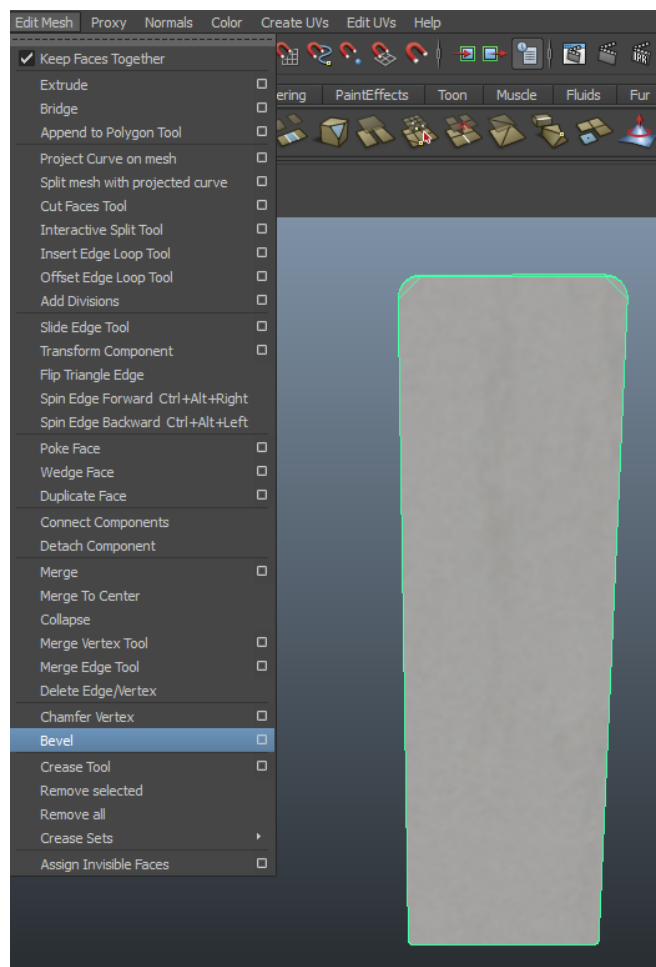 Edit Mesh Proxy Normals Color Create UVs Edit UVs Help
Keep Faces Together
Extrude
ering PaintEffects Toon Muscle Fluids Fur
Bridge
Append to Polygon Tool
Project Curve on mesh
Split mesh with projected curve
Cut Faces Tool
Interactive Split Tool
Insert Edge Loop Tool
Offset Edge Loop Tool
Add Divisions
Slide Edge Tool
Transform Component
Flip Triangle Edge
Spin Edge Forward Ctrl+Alt+Right
Spin Edge Backward Ctrl+Alt+Left
Poke Face
Wedge Face
Duplicate Face
Connect Components
Detach Component
Merge
Merge To Center
Collapse
Merge Vertex Tool
Merge Edge Tool
Delete Edge/Vertex
Chamfer Vertex
Bevel
Crease Tool
Remove selected
Remove all
Crease Sets
Assign Invisible Faces
IPR